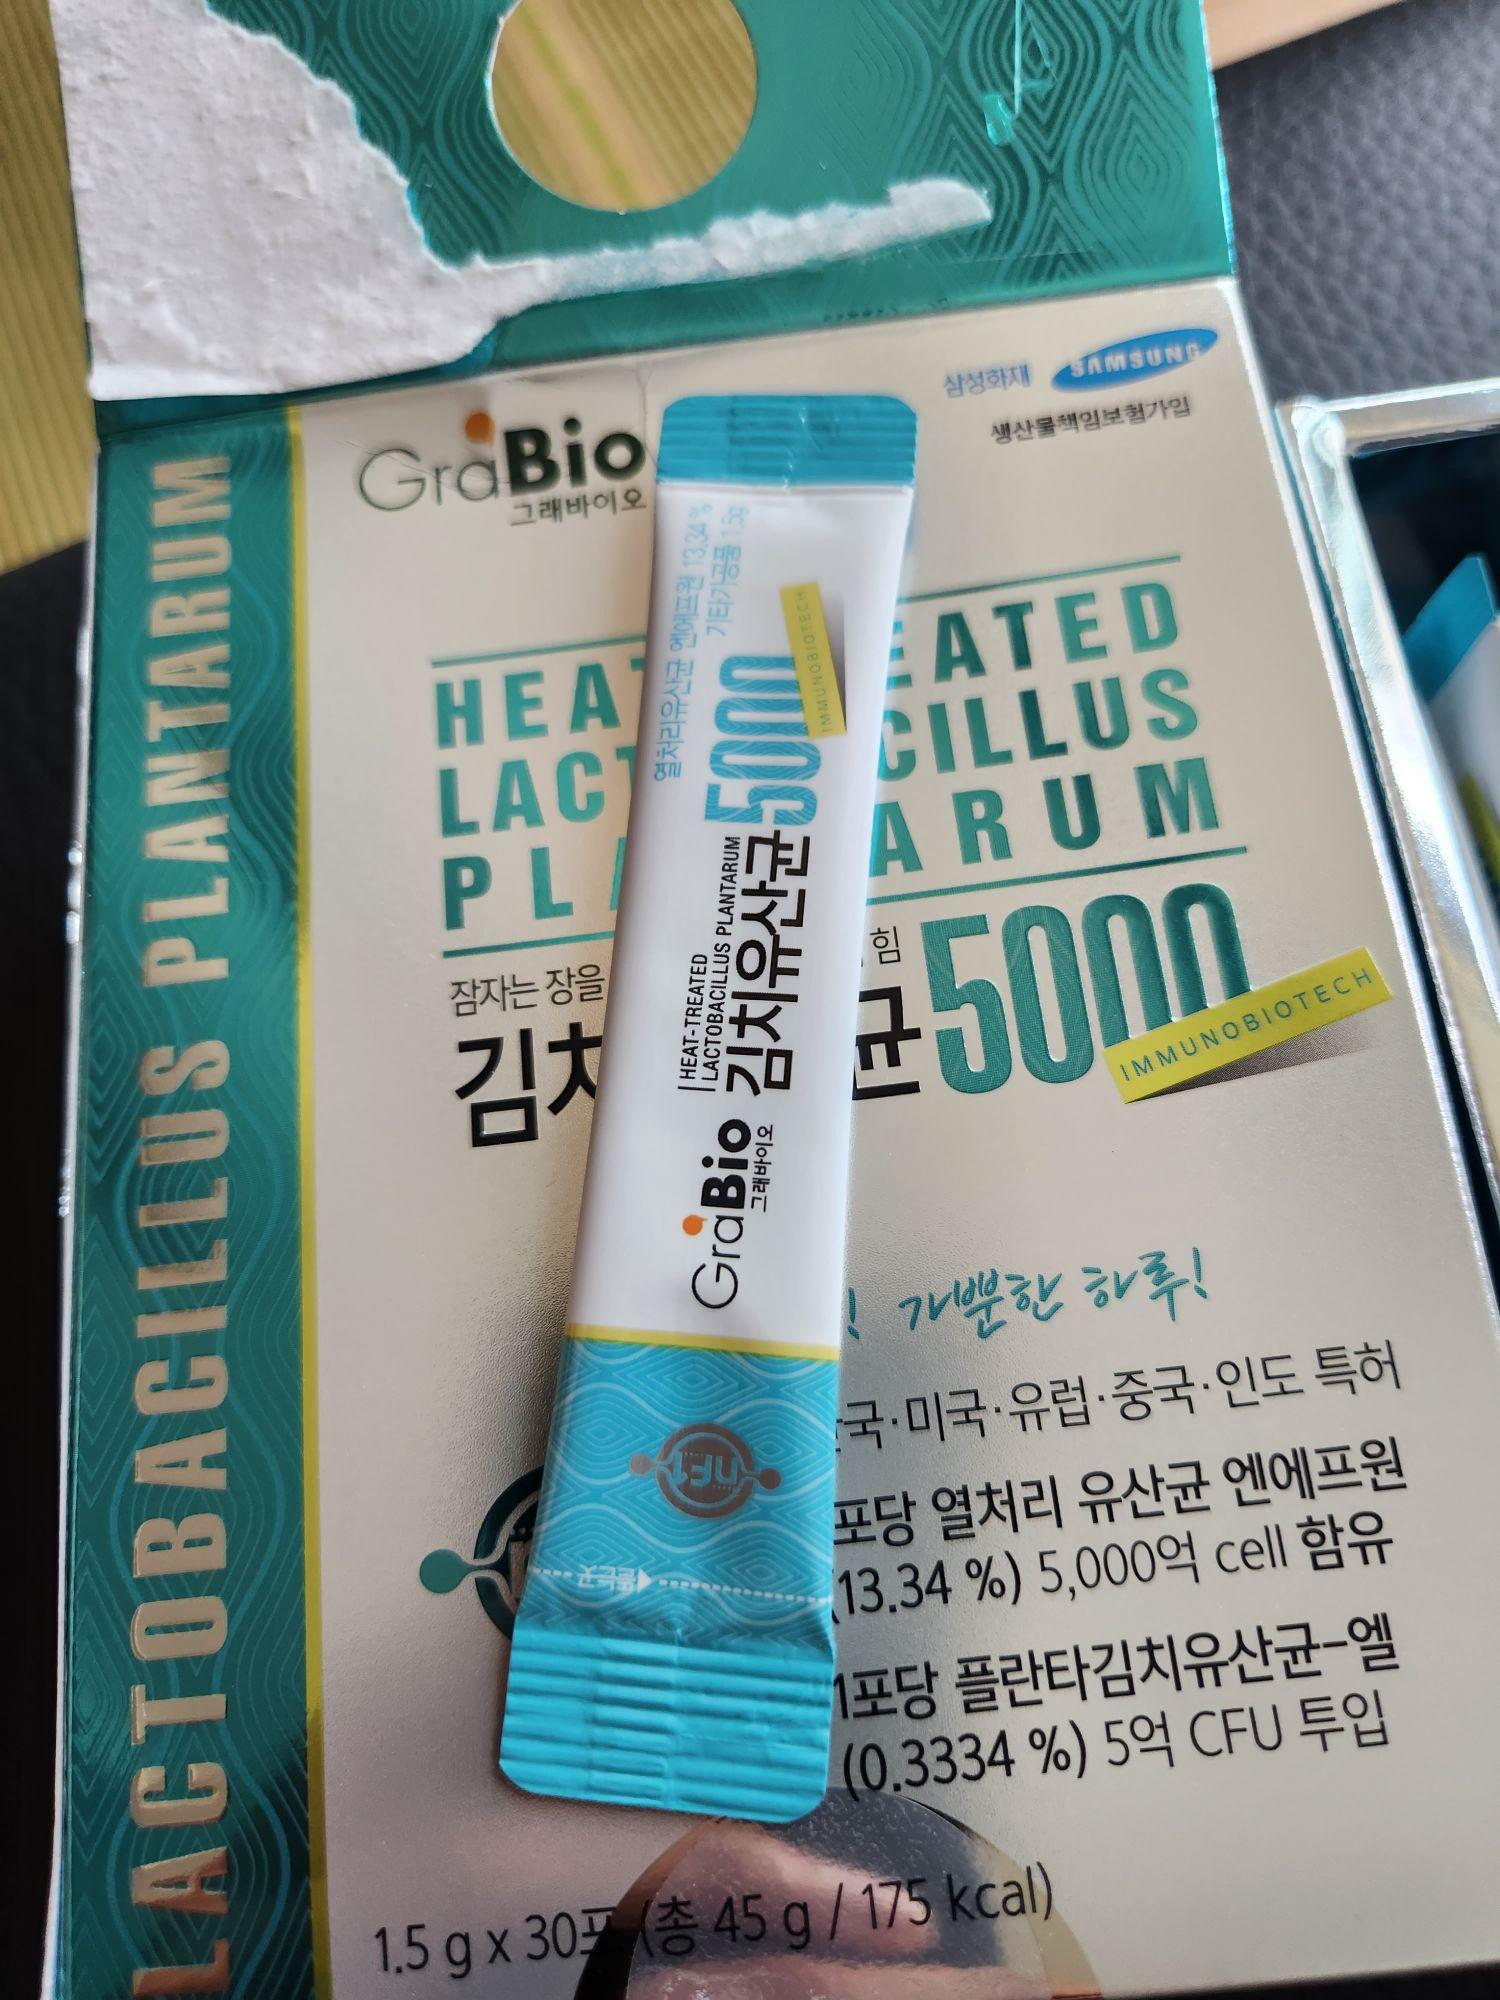 LACTOBACILLUS PLANTARUM
삼성화재 SAMSUNG
생산물책임보험가입
GraBio
그래바이오
HEAT
EATED
LACT
CILLUS
ARUM
잠자는 장을
5000
IMMUNOBIOTECH
가뿐한 하루!
미국·유럽·중국·인도 특허
포당 열처리 유산균 엔에프원
(13.34 %) 5,000억 cell 함유
1포당 플란타김치유산균-엘
(0.3334 %) 5억 CFU 투입
1.5 g x 30포 (총 45 g / 175 kcal)
열처리유산균 엔에프원 13.34 %
기타가공품 1.5g
IMMUNOBIOTECH
HEAT-TREATED
LACTOBACILLUS PLANTARUM
김치유산균 5000
GraBio
그래바이오
nF1
뜯는곳